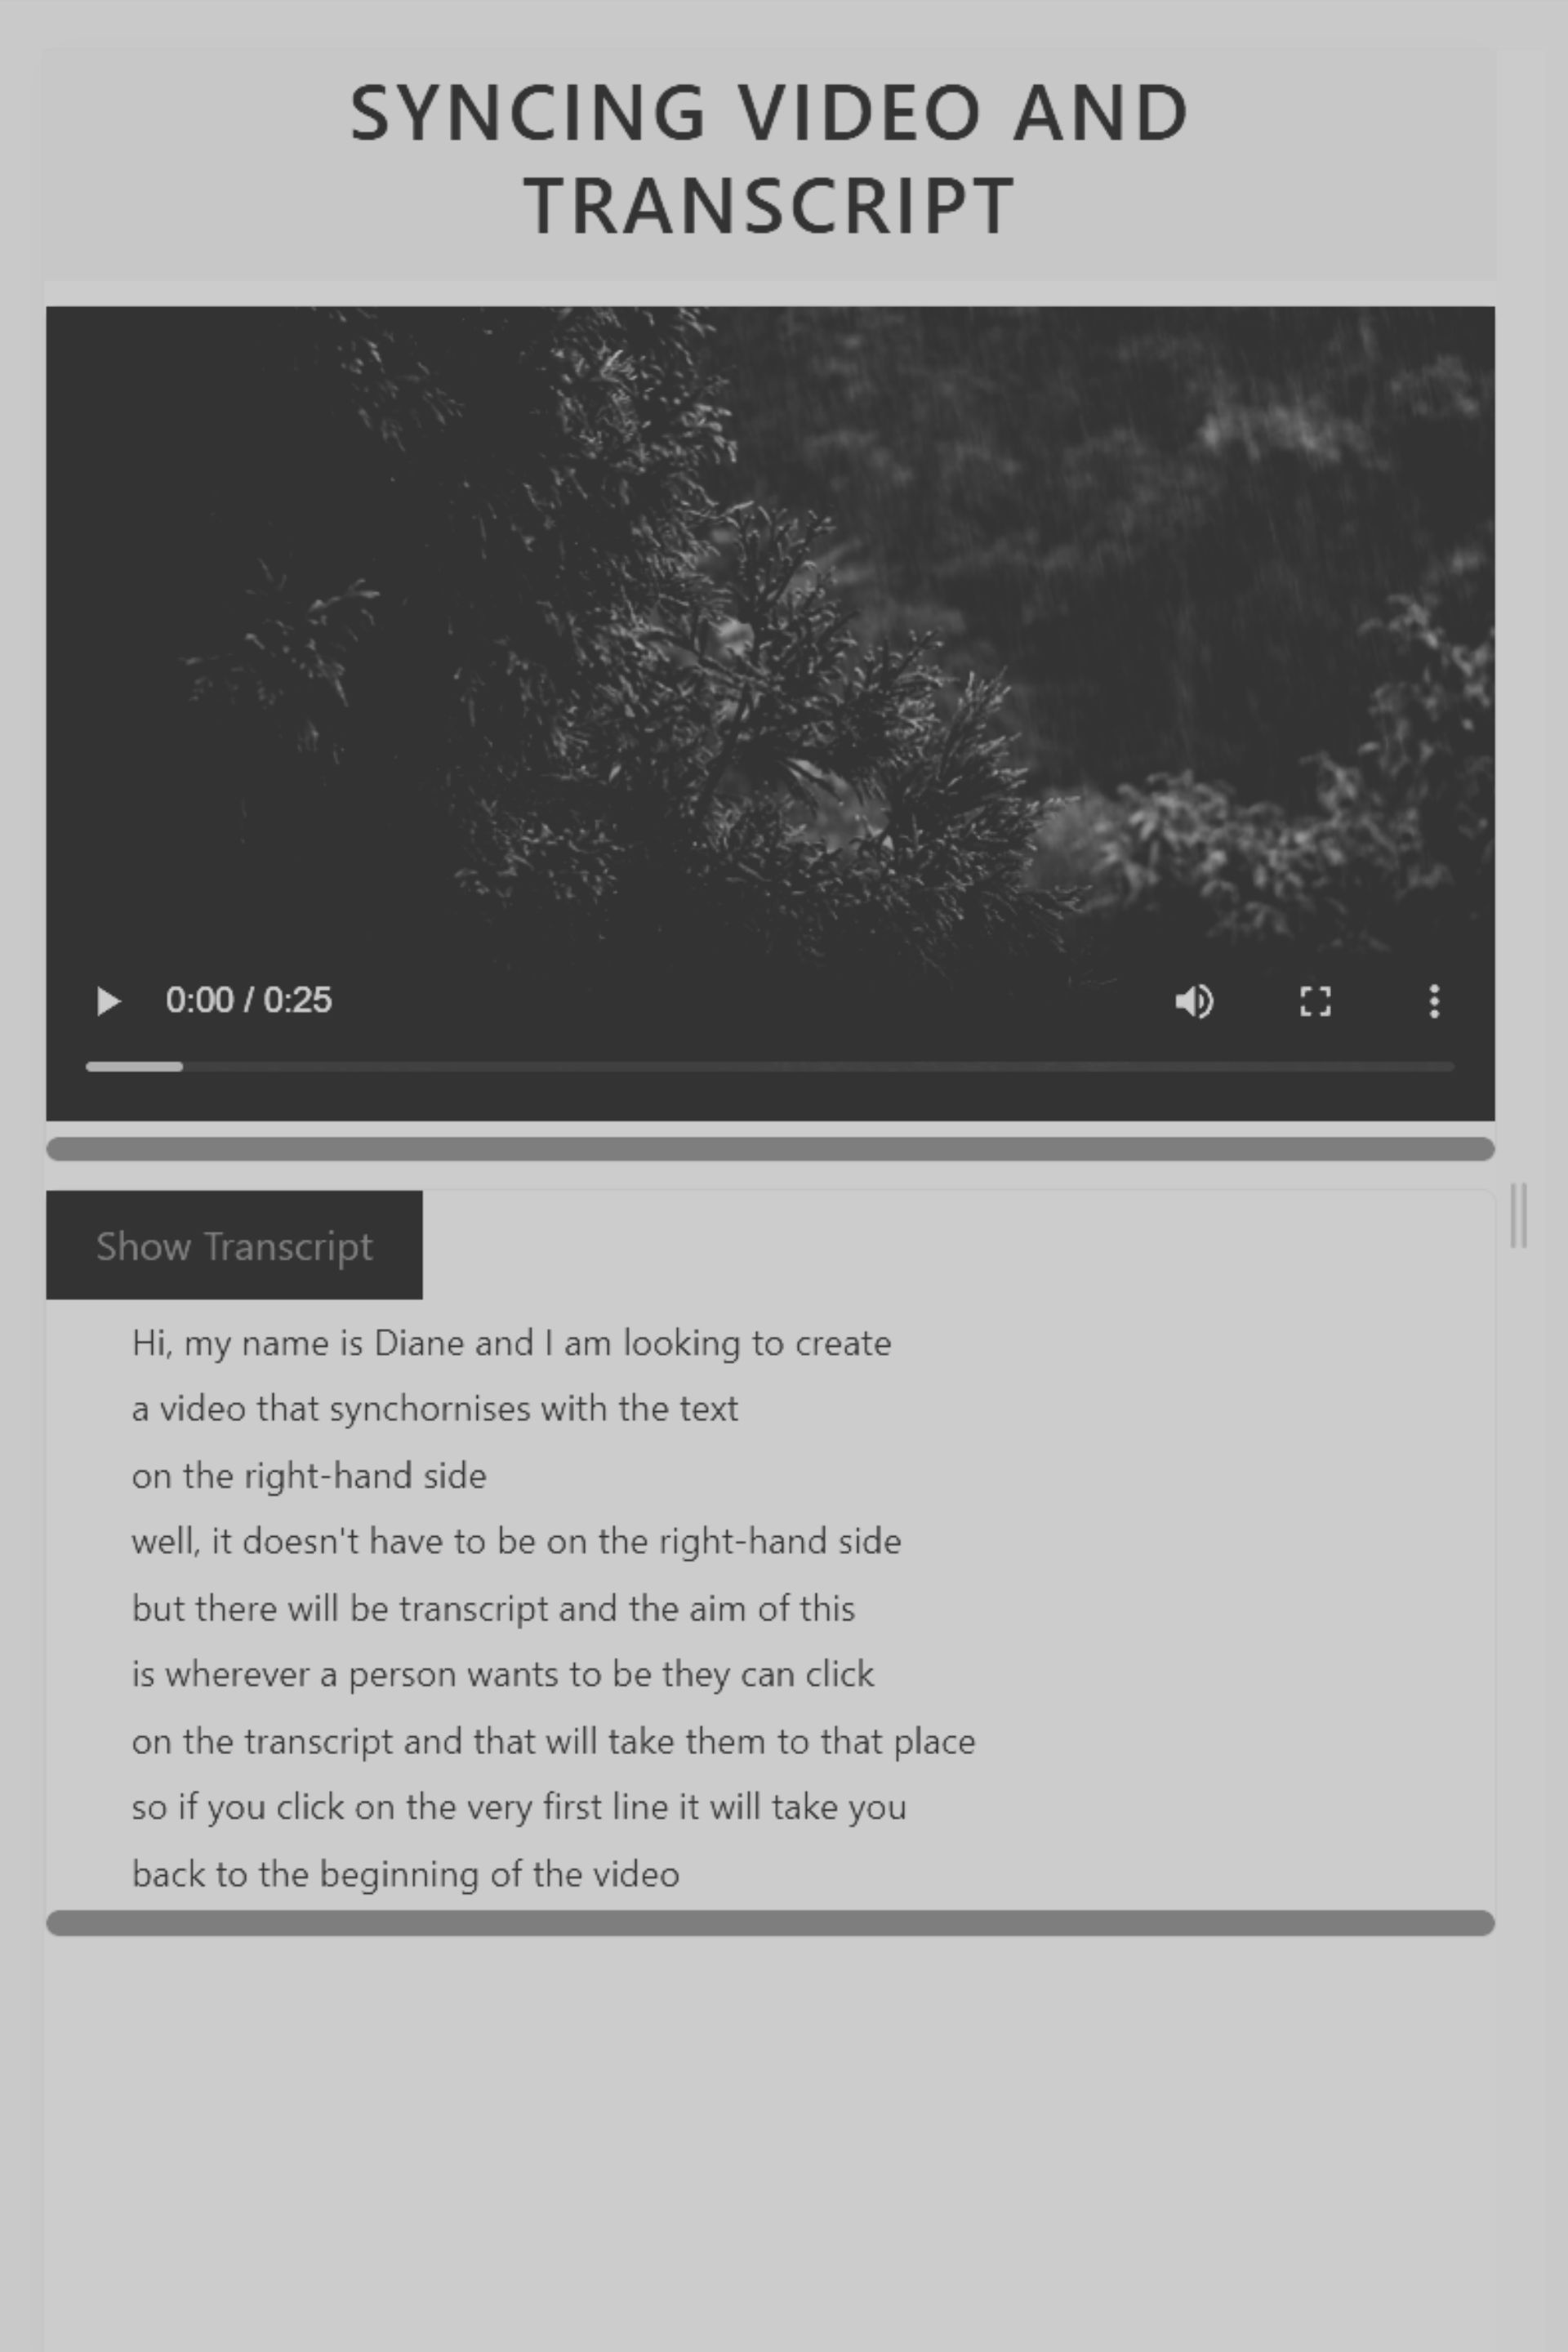 SYNCING VIDEO AND
TRANSCRIPT
0:00 / 0:25
Show Transcript
Hi, my name is Diane and I am looking to create
a video that synchornises with the text
on the right-hand side
well, it doesn't have to be on the right-hand side
but there will be transcript and the aim of this
is wherever a person wants to be they can click
on the transcript and that will take them to that place
so if you click on the very first line it will take you
back to the beginning of the video